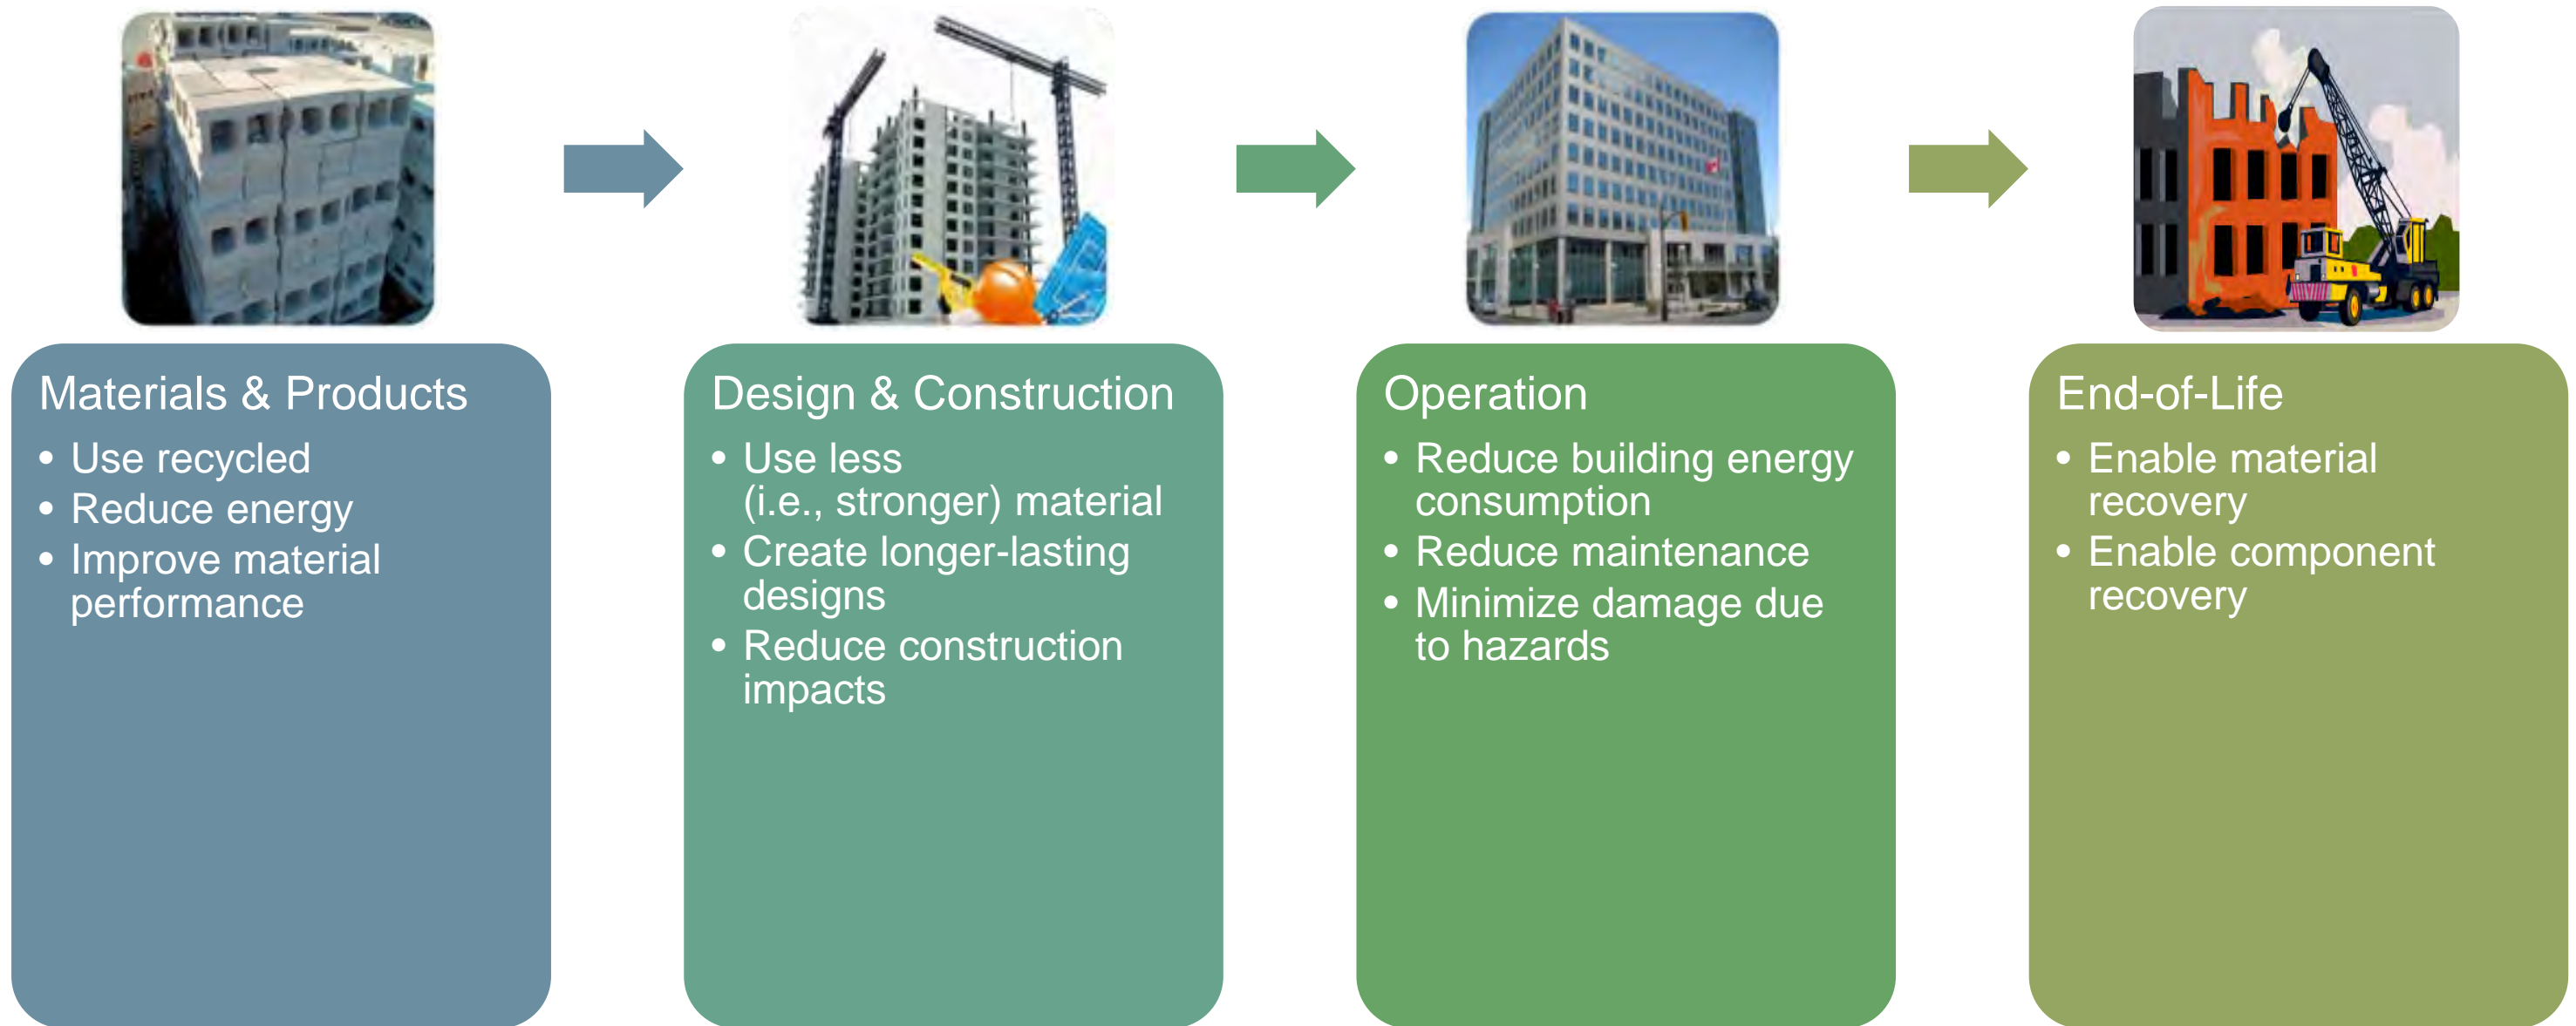 Materials & Products
• Use recycled
• Reduce energy
• Improve material
performance
Design & Construction
• Use less
(i.e., stronger) material
• Create longer-lasting
designs
• Reduce construction
impacts
Operation
• Reduce building energy
consumption
• Reduce maintenance
• Minimize damage due
to hazards
End-of-Life
• Enable material
recovery
• Enable component
recovery